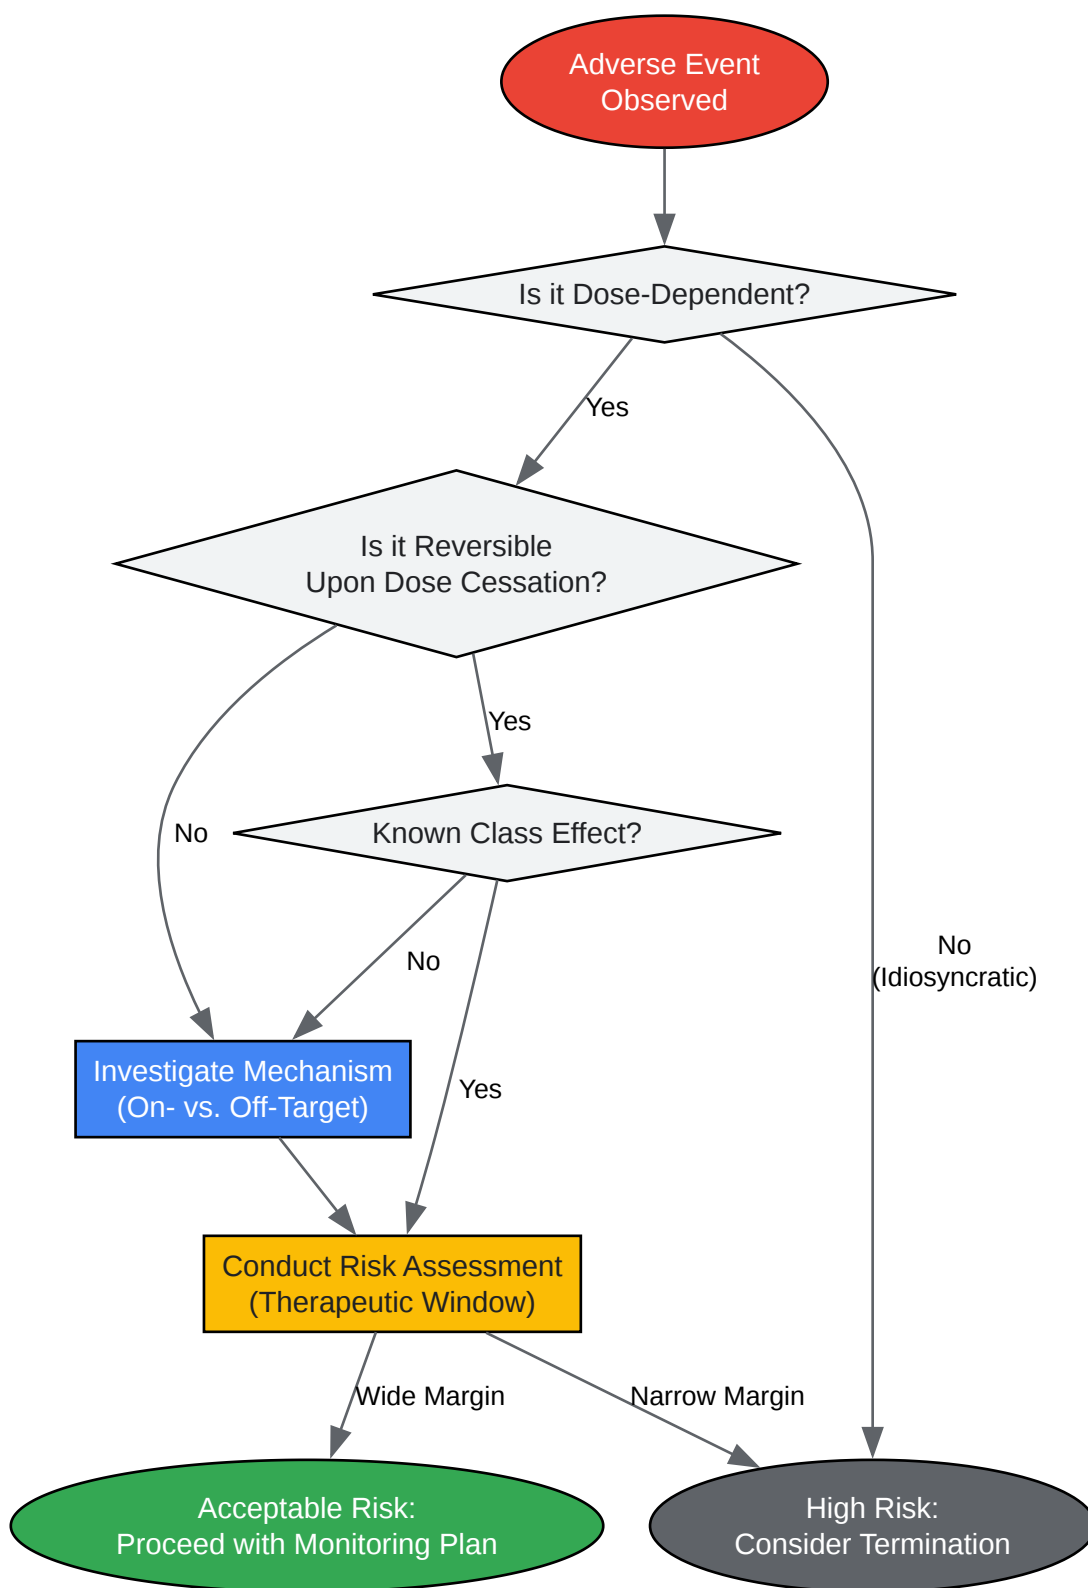 Adverse Event
Observed
Is it Dose-Dependent?
Yes
Is it Reversible
Upon Dose Cessation?
Yes
No
Known Class Effect?
No
No
(Idiosyncratic)
Investigate Mechanism
(On- vs. Off-Target)
Yes
Conduct Risk Assessment
(Therapeutic Window)
Wide Margin
Narrow Margin
Acceptable Risk:
Proceed with Monitoring Plan
High Risk:
Consider Termination